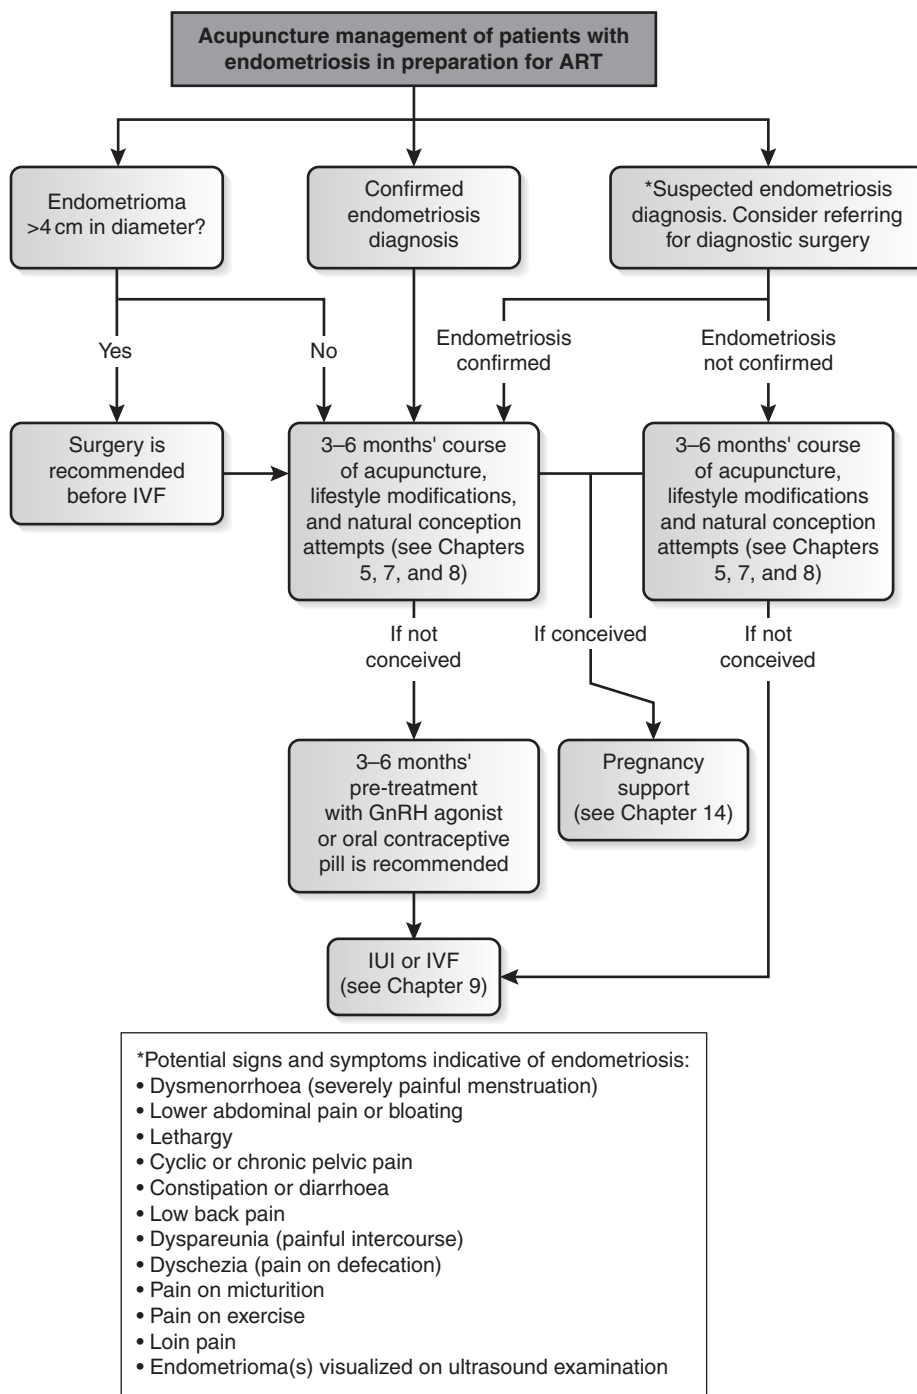 Acupuncture management of patients with
endometriosis in preparation for ART
Endometrioma
>4 cm in diameter?
Confirmed
endometriosis
diagnosis
*Suspected endometriosis
diagnosis. Consider referring
for diagnostic surgery
Yes
No
Endometriosis
confirmed
Endometriosis
not confirmed
Surgery is
recommended
before IVF
3–6 months' course
of acupuncture,
lifestyle modifications,
and natural conception
attempts (see Chapters
5, 7, and 8)
3–6 months' course
of acupuncture,
lifestyle modifications
and natural conception
attempts (see Chapters
5, 7, and 8)
If not
conceived
If conceived
If not
conceived
3–6 months'
pre-treatment
with GnRH agonist
or oral contraceptive
pill is recommended
Pregnancy
support
(see Chapter 14)
IUI or IVF
(see Chapter 9)
*Potential signs and symptoms indicative of endometriosis:
• Dysmenorrhoea (severely painful menstruation)
• Lower abdominal pain or bloating
• Lethargy
• Cyclic or chronic pelvic pain
• Constipation or diarrhoea
• Low back pain
• Dyspareunia (painful intercourse)
• Dyschezia (pain on defecation)
• Pain on micturition
• Pain on exercise
• Loin pain
• Endometrioma(s) visualized on ultrasound examination